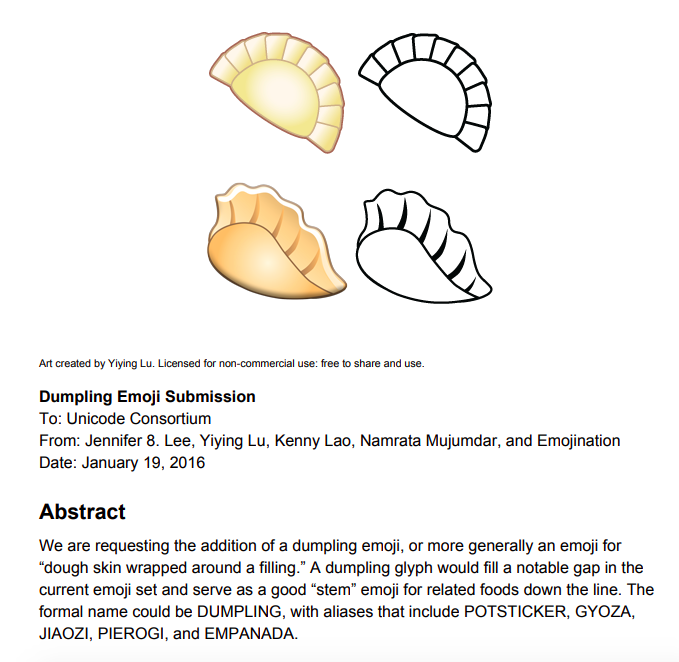 Art created by Yiying Lu. Licensed for non-commercial use: free to share and use.
Dumpling Emoji Submission
To: Unicode Consortium
From: Jennifer 8. Lee, Yiying Lu, Kenny Lao, Namrata Mujumdar, and Emojination
Date: January 19, 2016
Abstract
We are requesting the addition of a dumpling emoji, or more generally an emoji for
“dough skin wrapped around a filling.” A dumpling glyph would fill a notable gap in the
current emoji set and serve as a good “stem” emoji for related foods down the line. The
formal name could be DUMPLING, with aliases that include POTSTICKER, GYOZA,
JIAOZI, PIEROGI, and EMPANADA.